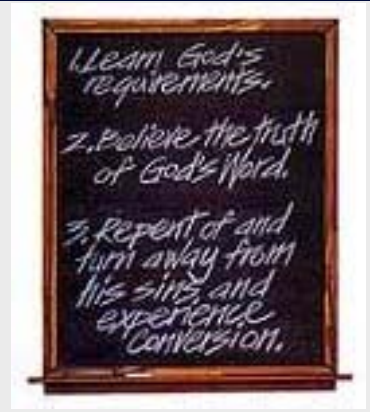 1. Learn God's
requirements.
2. Believe the truth
of God's Word.
3. Repent of and
turn away from
his sins, and
experience
conversion.